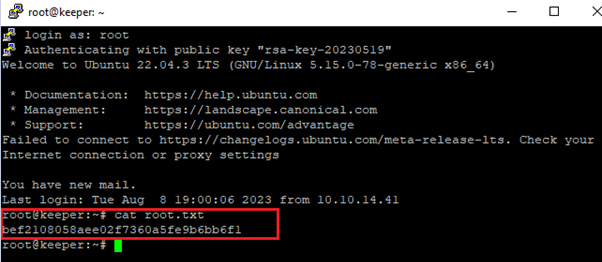 root@keeper: ~
login as: root
Authenticating with public key "rsa-key-20230519"
Welcome to Ubuntu 22.04.3 LTS (GNU/Linux 5.15.0-78-generic x86_64)
* Documentation:  https://help.ubuntu.com
* Management:     https://landscape.canonical.com
* Support:        https://ubuntu.com/advantage
Failed to connect to https://changelogs.ubuntu.com/meta-release-lts. Check your
Internet connection or proxy settings
You have new mail.
Last login: Tue Aug  8 19:00:06 2023 from 10.10.14.41
root@keeper:~# cat root.txt
bef2108058aee02f7360a5fe9b6bb6f1
root@keeper:~#